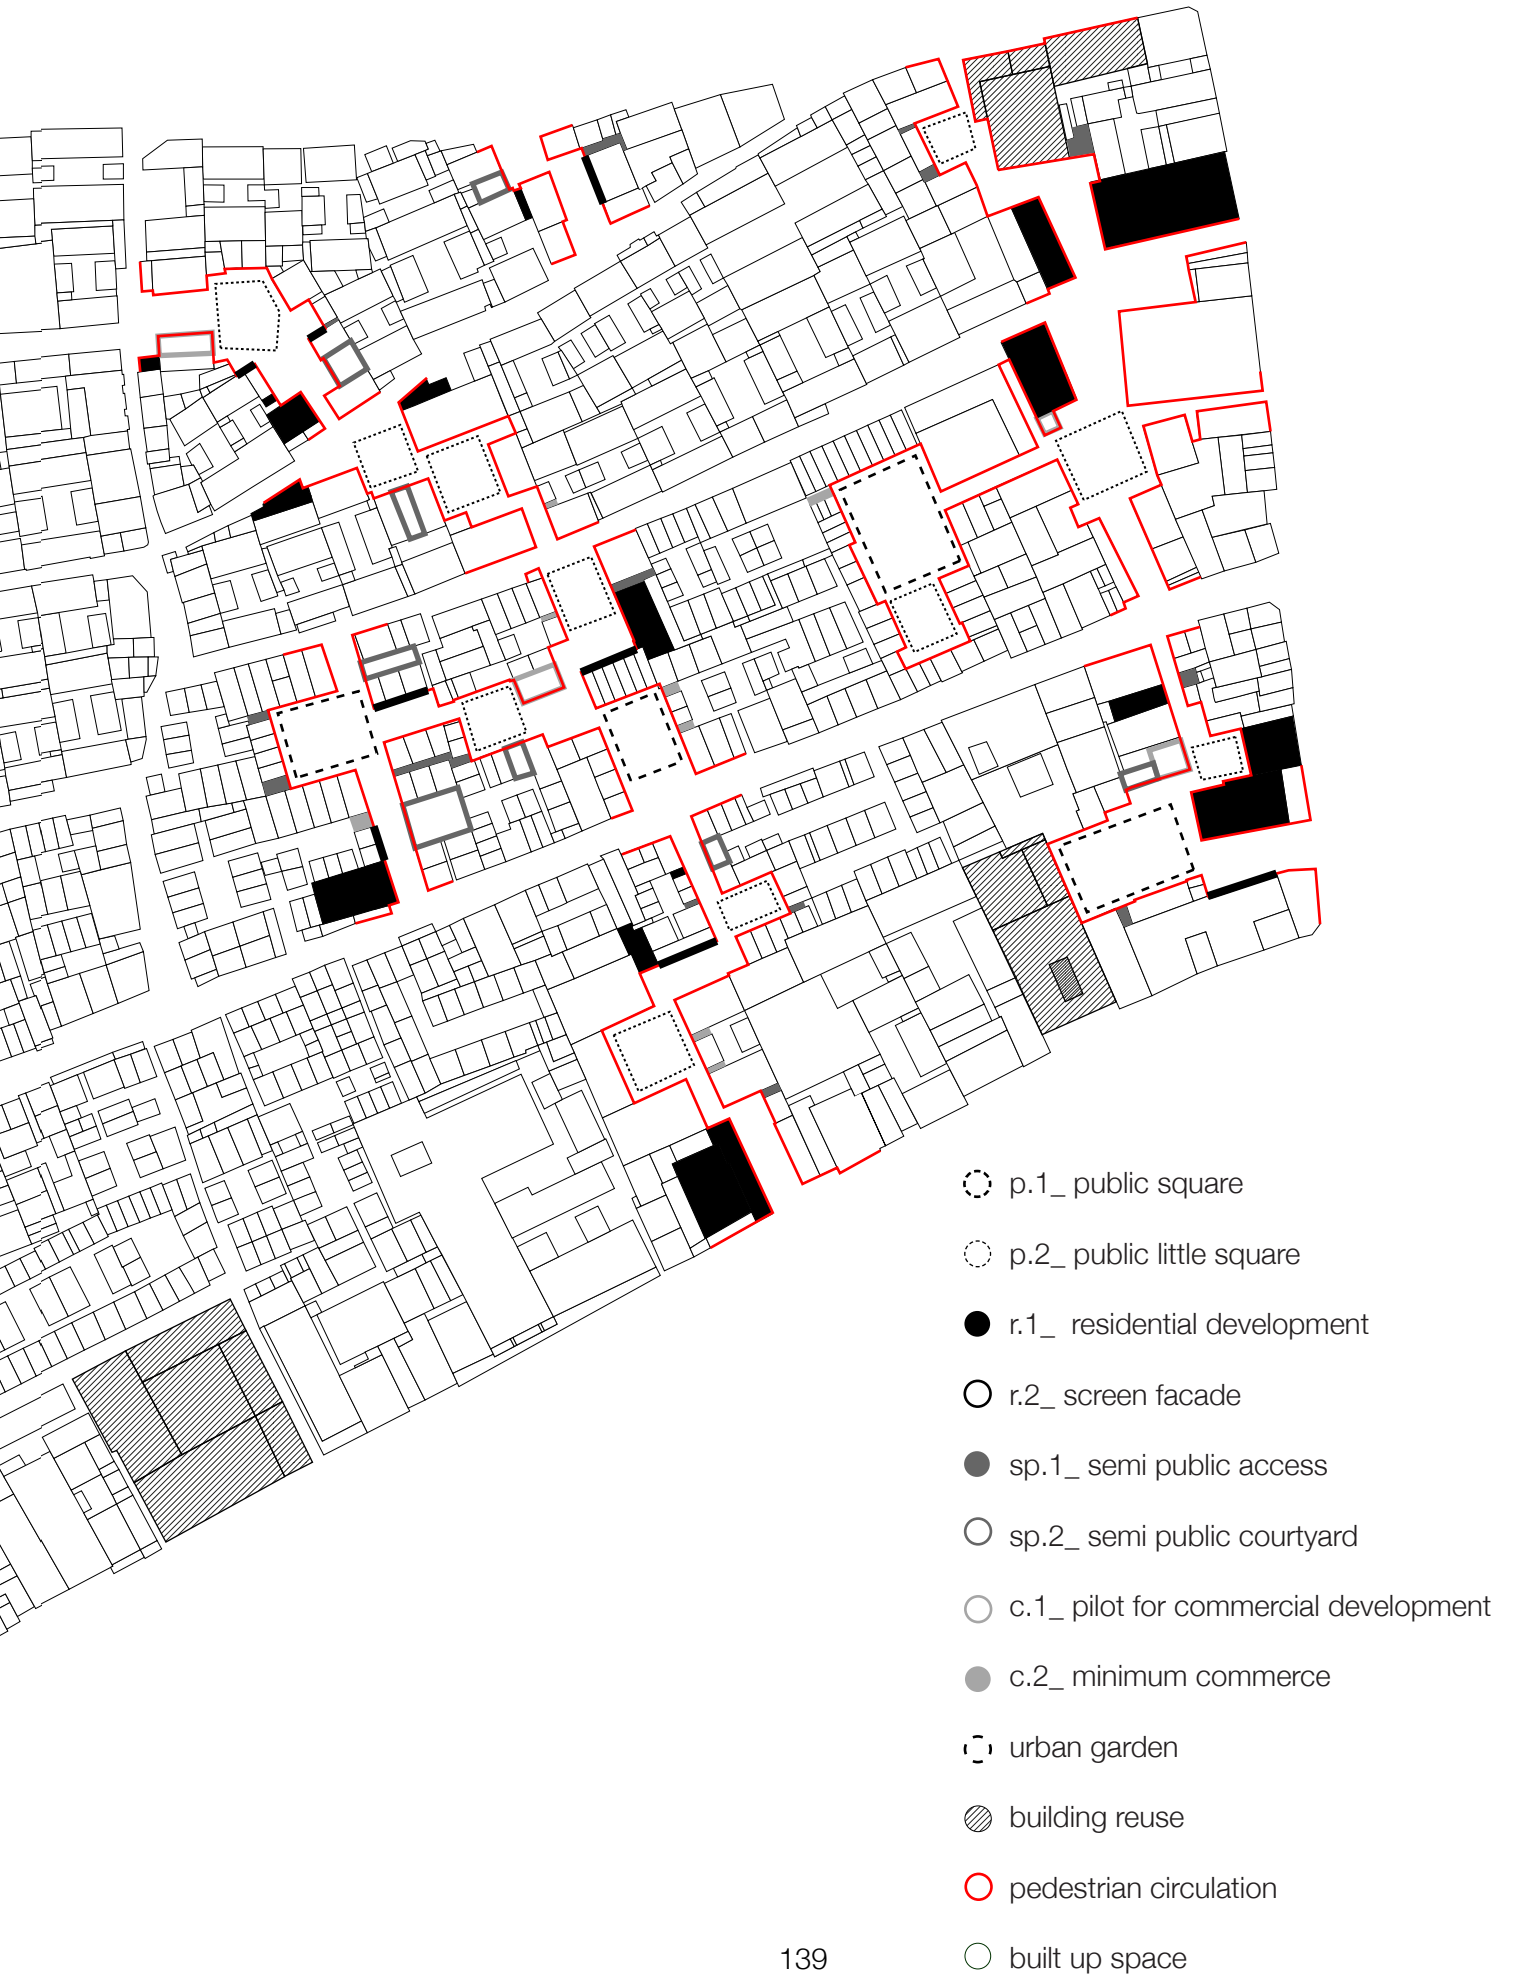 p.1_ public square
p.2_ public little square
r.1_ residential development
r.2_ screen facade
sp.1_ semi public access
sp.2_ semi public courtyard
c.1_ pilot for commercial development
c.2_ minimum commerce
urban garden
building reuse
pedestrian circulation
built up space
139